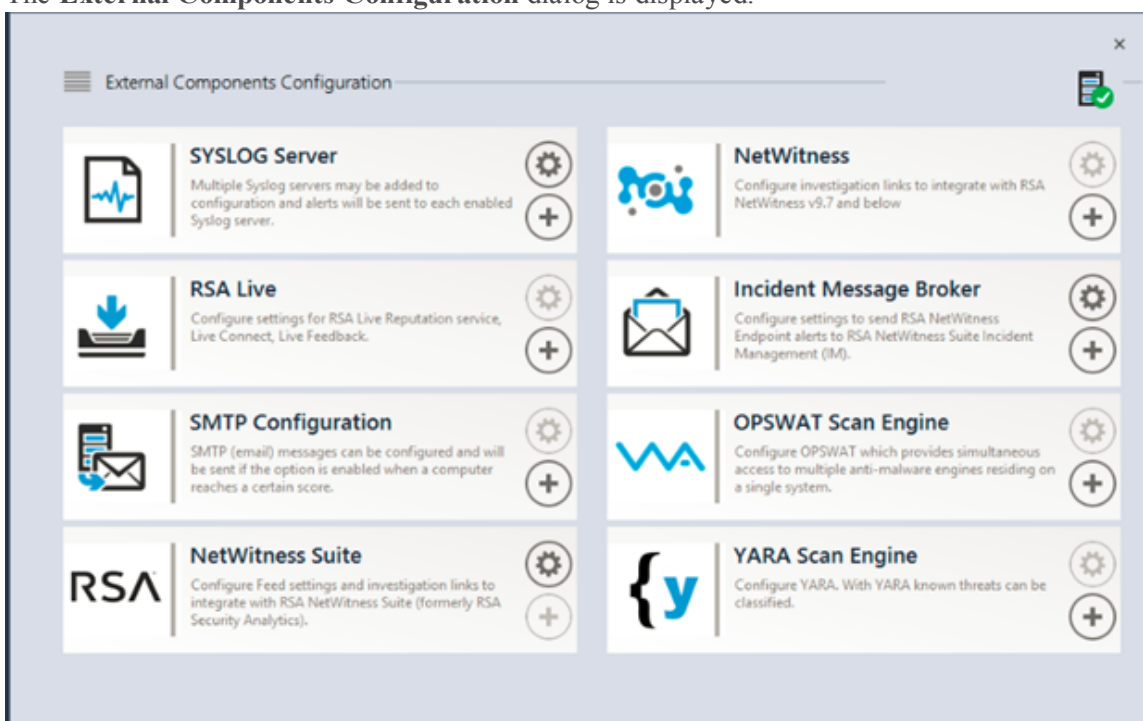 The External Components Configuration dialog is displayed.
External Components Configuration
SYSLOG Server
Multiple Syslog servers may be added to
configuration and alerts will be sent to each enabled
Syslog server.
NetWitness
Configure investigation links to integrate with RSA
NetWitness v9.7 and below
RSA Live
Configure settings for RSA Live Reputation service,
Live Connect, Live Feedback.
Incident Message Broker
Configure settings to send RSA NetWitness
Endpoint alerts to RSA NetWitness Suite Incident
Management (IM).
SMTP Configuration
SMTP (email) messages can be configured and will
be sent if the option is enabled when a computer
reaches a certain score.
OPSWAT Scan Engine
Configure OPSWAT which provides simultaneous
access to multiple anti-malware engines residing on
a single system.
RSA
NetWitness Suite
Configure Feed settings and investigation links to
integrate with RSA NetWitness Suite (formerly RSA
Security Analytics).
{y
YARA Scan Engine
Configure YARA. With YARA known threats can be
classified.